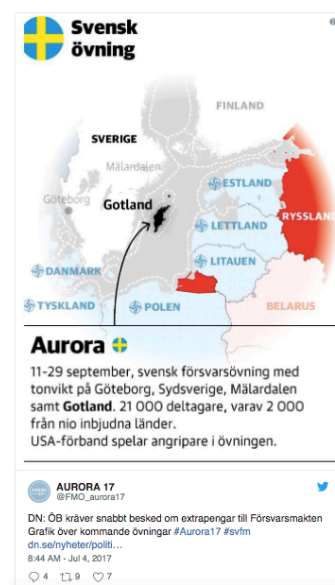 Svensk
övning
FINLAND
SVERIGE
Mälardalen
ESTLAND
Göteborg
Gotland
RYSSLAND
LETTLAND
LITAUEN
DANMARK
TYSKLAND
POLEN
BELARUS
Aurora
11-29 september, svensk försvarsövning med
tonvikt på Göteborg, Sydsverige, Mälardalen
samt Gotland. 21 000 deltagare, varav 2 000
från nio inbjudna länder.
USA-förband spelar angripare i övningen.
AURORA 17
@FMO_aurora17
DN: ÖB kräver snabbt besked om extrapengar till Försvarsmakten
Grafik över kommande övningar #Aurora17 #svfm
dn.se/nyheter/politi…
8:44 AM - Jul 4, 2017
4 9 7